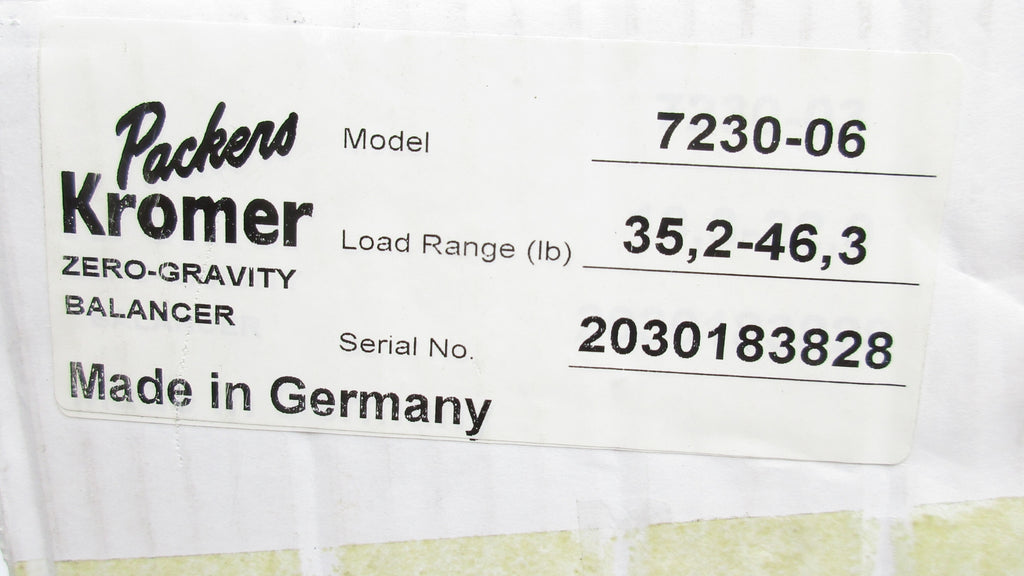 Packers
Kromer
ZERO-GRAVITY
BALANCER
Made in Germany
Model 7230-06
Load Range (lb) 35,2-46,3
Serial No. 2030183828